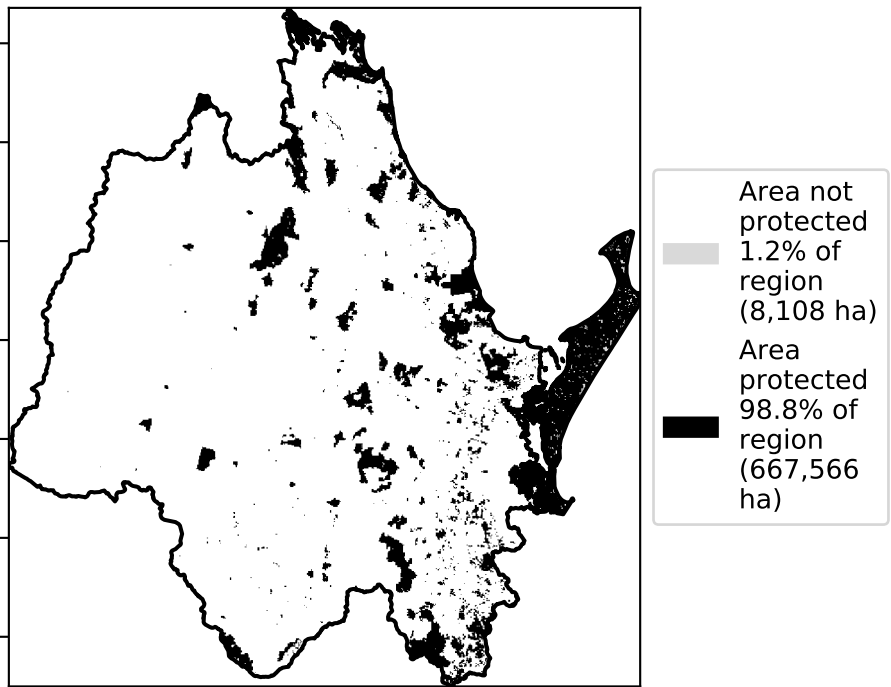 Area not
protected
1.2% of
region
(8,108 ha)
Area
protected
98.8% of
region
(667,566
ha)